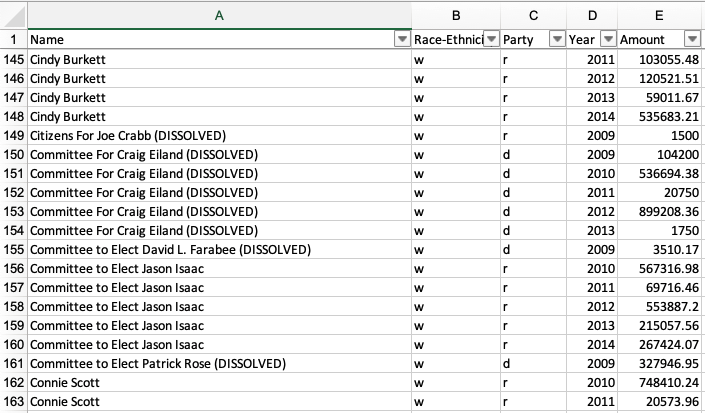 A B C D E
1 Name Race-Ethnici Party Year Amount
145 Cindy Burkett w r 2011 103055.48
146 Cindy Burkett w r 2012 120521.51
147 Cindy Burkett w r 2013 59011.67
148 Cindy Burkett w r 2014 535683.21
149 Citizens For Joe Crabb (DISSOLVED) w r 2009 1500
150 Committee For Craig Eiland (DISSOLVED) w d 2009 104200
151 Committee For Craig Eiland (DISSOLVED) w d 2010 536694.38
152 Committee For Craig Eiland (DISSOLVED) w d 2011 20750
153 Committee For Craig Eiland (DISSOLVED) w d 2012 899208.36
154 Committee For Craig Eiland (DISSOLVED) w d 2013 1750
155 Committee to Elect David L. Farabee (DISSOLVED) w d 2009 3510.17
156 Committee to Elect Jason Isaac w r 2010 567316.98
157 Committee to Elect Jason Isaac w r 2011 69716.46
158 Committee to Elect Jason Isaac w r 2012 553887.2
159 Committee to Elect Jason Isaac w r 2013 215057.56
160 Committee to Elect Jason Isaac w r 2014 267424.07
161 Committee to Elect Patrick Rose (DISSOLVED) w d 2009 327946.95
162 Connie Scott w r 2010 748410.24
163 Connie Scott w r 2011 20573.96